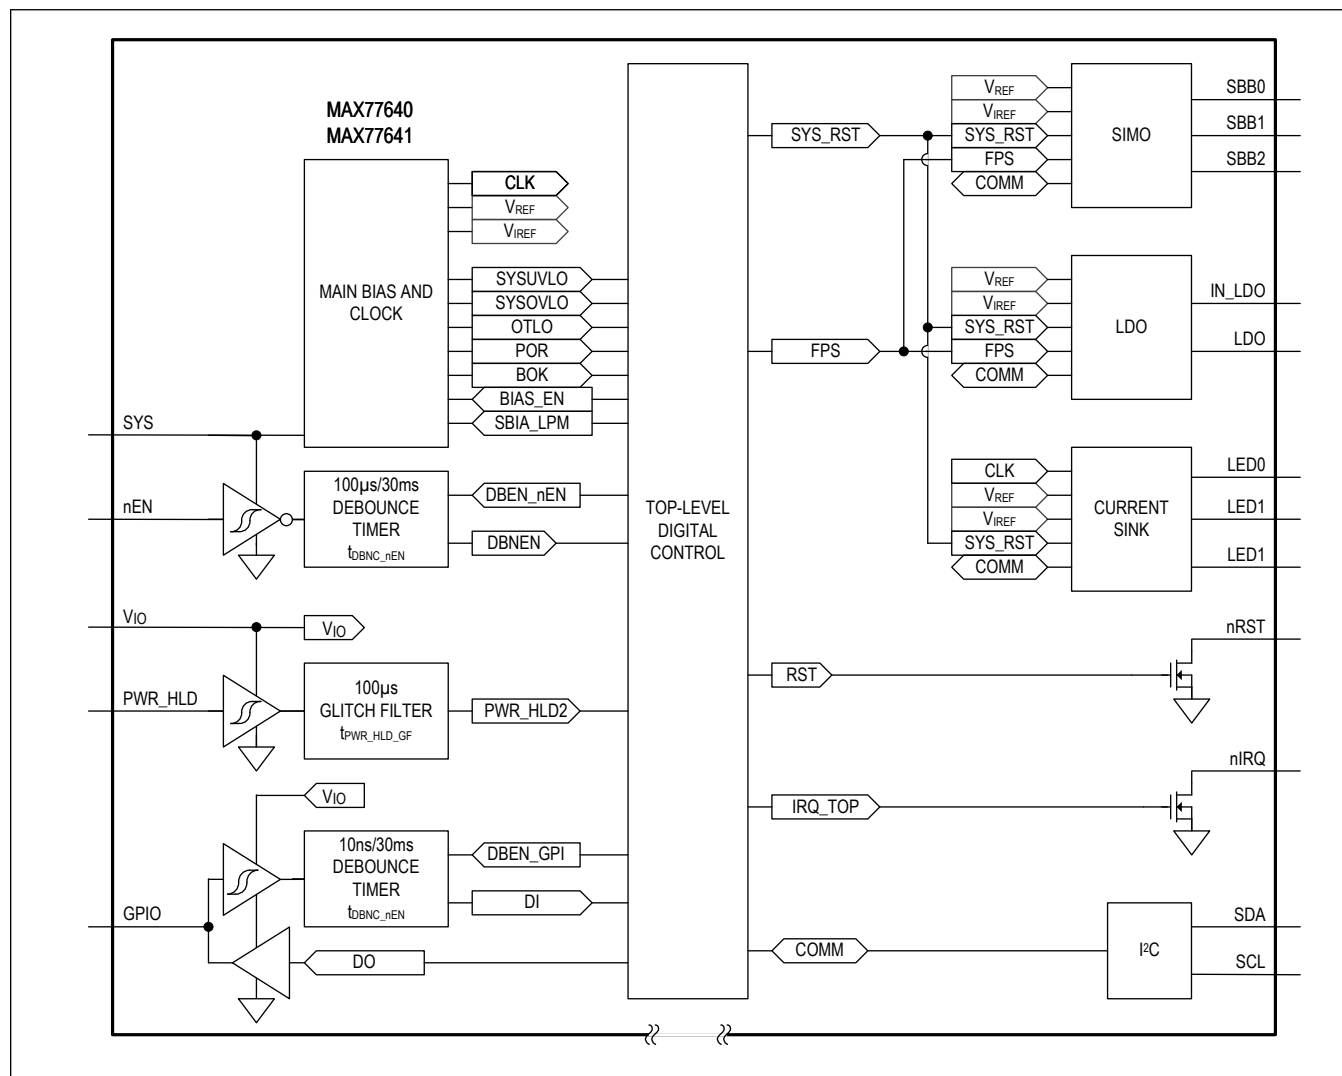 MAX77640
MAX77641
MAIN BIAS AND
CLOCK
CLK
VREF
VIREF
SYSUVLO
SYSOVLO
OTLO
POR
BOK
BIAS_EN
SBIA_LPM
SYS
nEN
100µs/30ms
DEBOUNCE
TIMER
tDBNC_nEN
DBEN_nEN
DBNEN
VIO
VIO
PWR_HLD
100µs
GLITCH FILTER
tPWR_HLD_GF
PWR_HLD2
VIO
10ns/30ms
DEBOUNCE
TIMER
tDBNC_nEN
DBEN_GPI
DI
GPIO
DO
TOP-LEVEL
DIGITAL
CONTROL
SYS_RST
FPS
RST
IRQ_TOP
COMM
VREF
VIREF
SYS_RST
FPS
COMM
SIMO
SBB0
SBB1
SBB2
VREF
VIREF
SYS_RST
FPS
COMM
LDO
IN_LDO
LDO
CLK
VREF
VIREF
SYS_RST
COMM
CURRENT
SINK
LED0
LED1
LED1
nRST
nIRQ
I²C
SDA
SCL